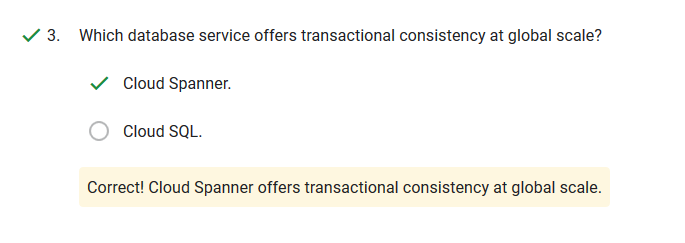 3. Which database service offers transactional consistency at global scale?
Cloud Spanner.
Cloud SQL.
Correct! Cloud Spanner offers transactional consistency at global scale.